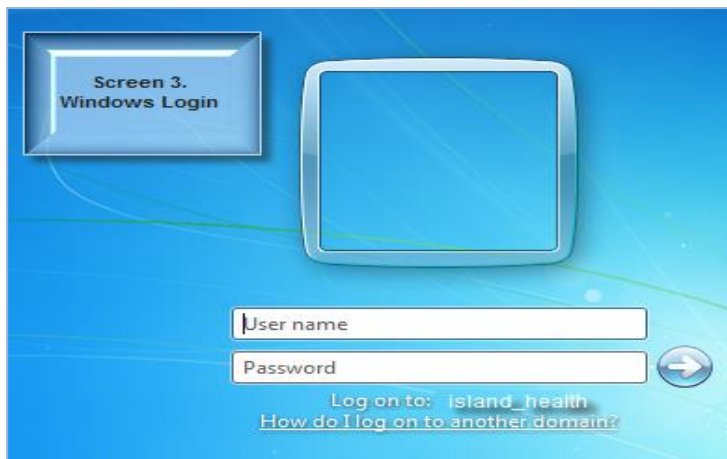 Screen 3.
Windows Login
User name
Password
Log on to: island_health
How do I log on to another domain?